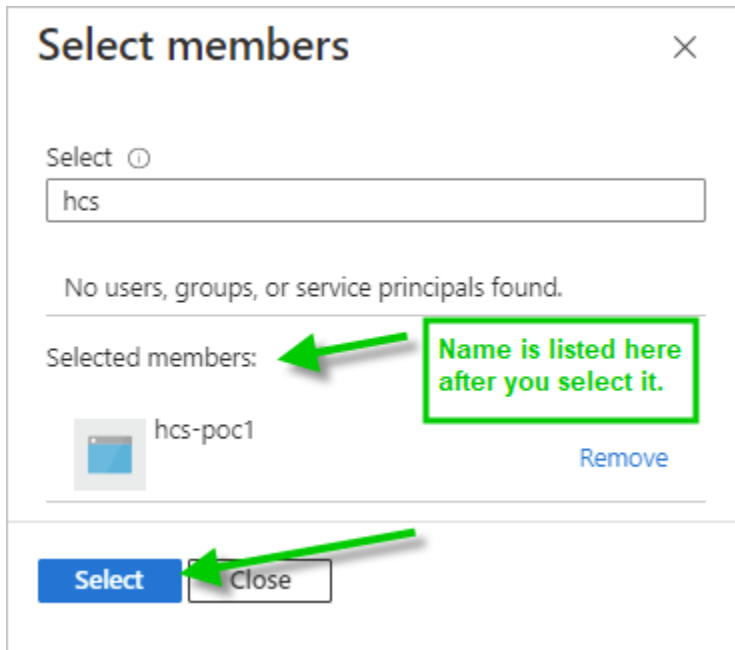 Select members
Select
hcs
No users, groups, or service principals found.
Selected members:
Name is listed here
after you select it.
hcs-poc1
Remove
Select
Close